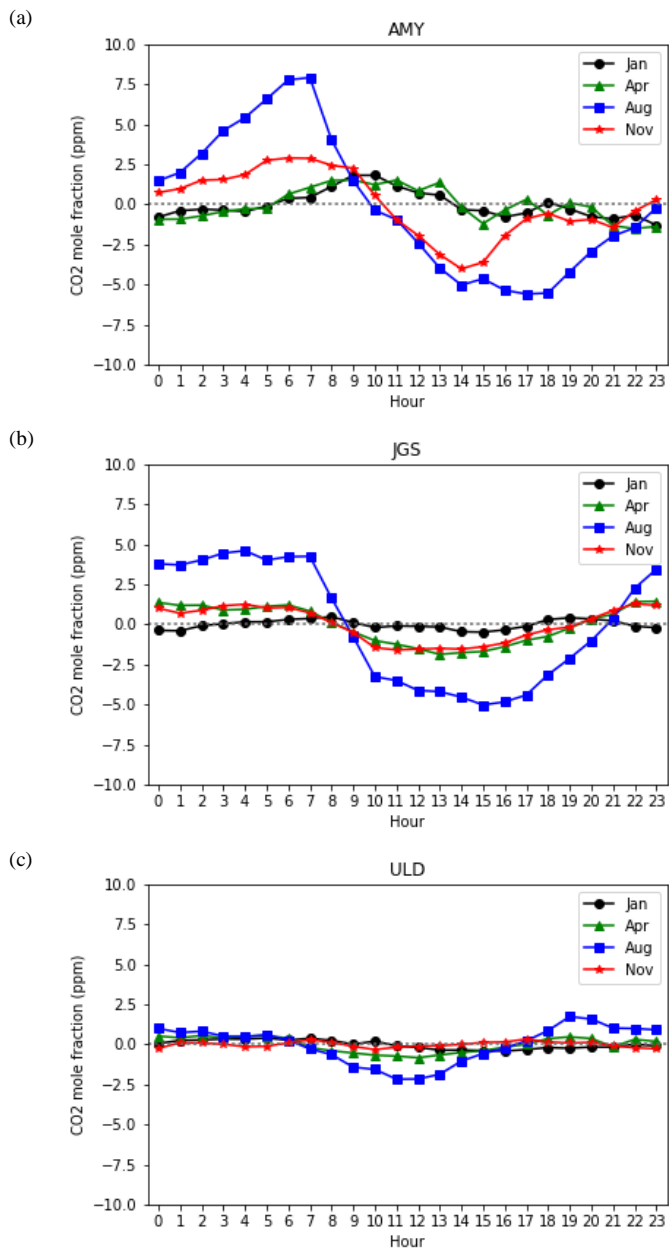 (a)
AMY
10.0
7.5
5.0
2.5
0.0
−2.5
−5.0
−7.5
−10.0
CO2 mole fraction (ppm)
Jan
Apr
Aug
Nov
0 1 2 3 4 5 6 7 8 9 10 11 12 13 14 15 16 17 18 19 20 21 22 23
Hour
(b)
JGS
10.0
7.5
5.0
2.5
0.0
−2.5
−5.0
−7.5
−10.0
CO2 mole fraction (ppm)
Jan
Apr
Aug
Nov
0 1 2 3 4 5 6 7 8 9 10 11 12 13 14 15 16 17 18 19 20 21 22 23
Hour
(c)
ULD
10.0
7.5
5.0
2.5
0.0
−2.5
−5.0
−7.5
−10.0
CO2 mole fraction (ppm)
Jan
Apr
Aug
Nov
0 1 2 3 4 5 6 7 8 9 10 11 12 13 14 15 16 17 18 19 20 21 22 23
Hour